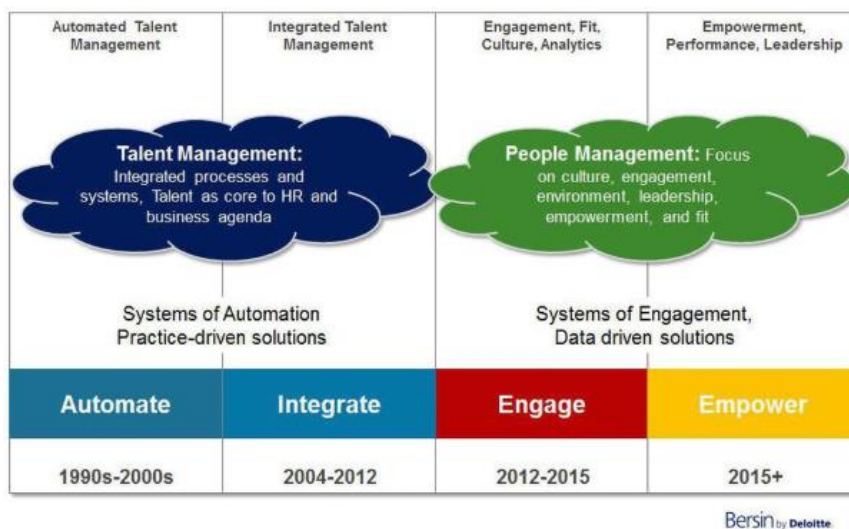 Automated Talent
Management
Integrated Talent
Management
Engagement, Fit,
Culture, Analytics
Empowerment,
Performance, Leadership
Talent Management:
Integrated processes and
systems, Talent as core to HR and
business agenda
People Management: Focus
on culture, engagement,
environment, leadership,
empowerment, and fit
Systems of Automation
Practice-driven solutions
Systems of Engagement,
Data driven solutions
Automate
Integrate
Engage
Empower
1990s-2000s
2004-2012
2012-2015
2015+
Bersin by Deloitte.